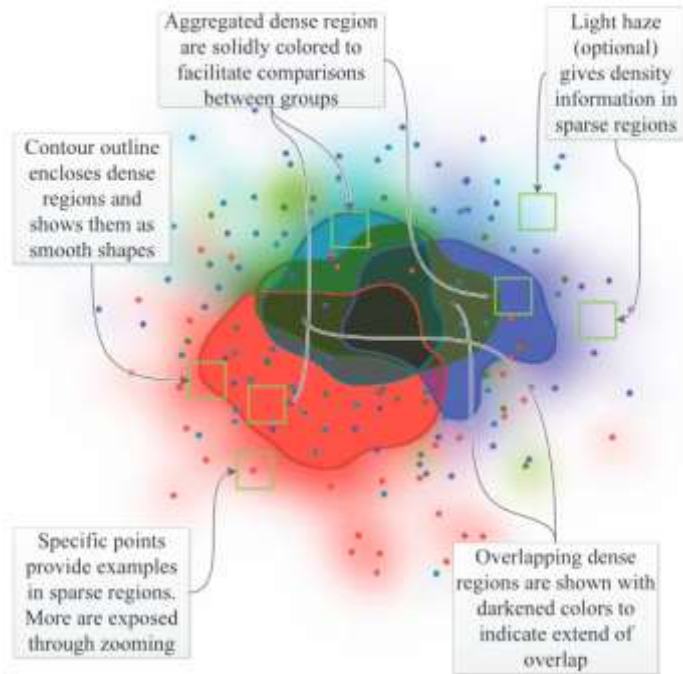 Aggregated dense region
are solidly colored to
facilitate comparisons
between groups
Light haze
(optional)
gives density
information in
sparse regions
Contour outline
encloses dense
regions and
shows them as
smooth shapes
Specific points
provide examples
in sparse regions.
More are exposed
through zooming
Overlapping dense
regions are shown with
darkened colors to
indicate extend of
overlap